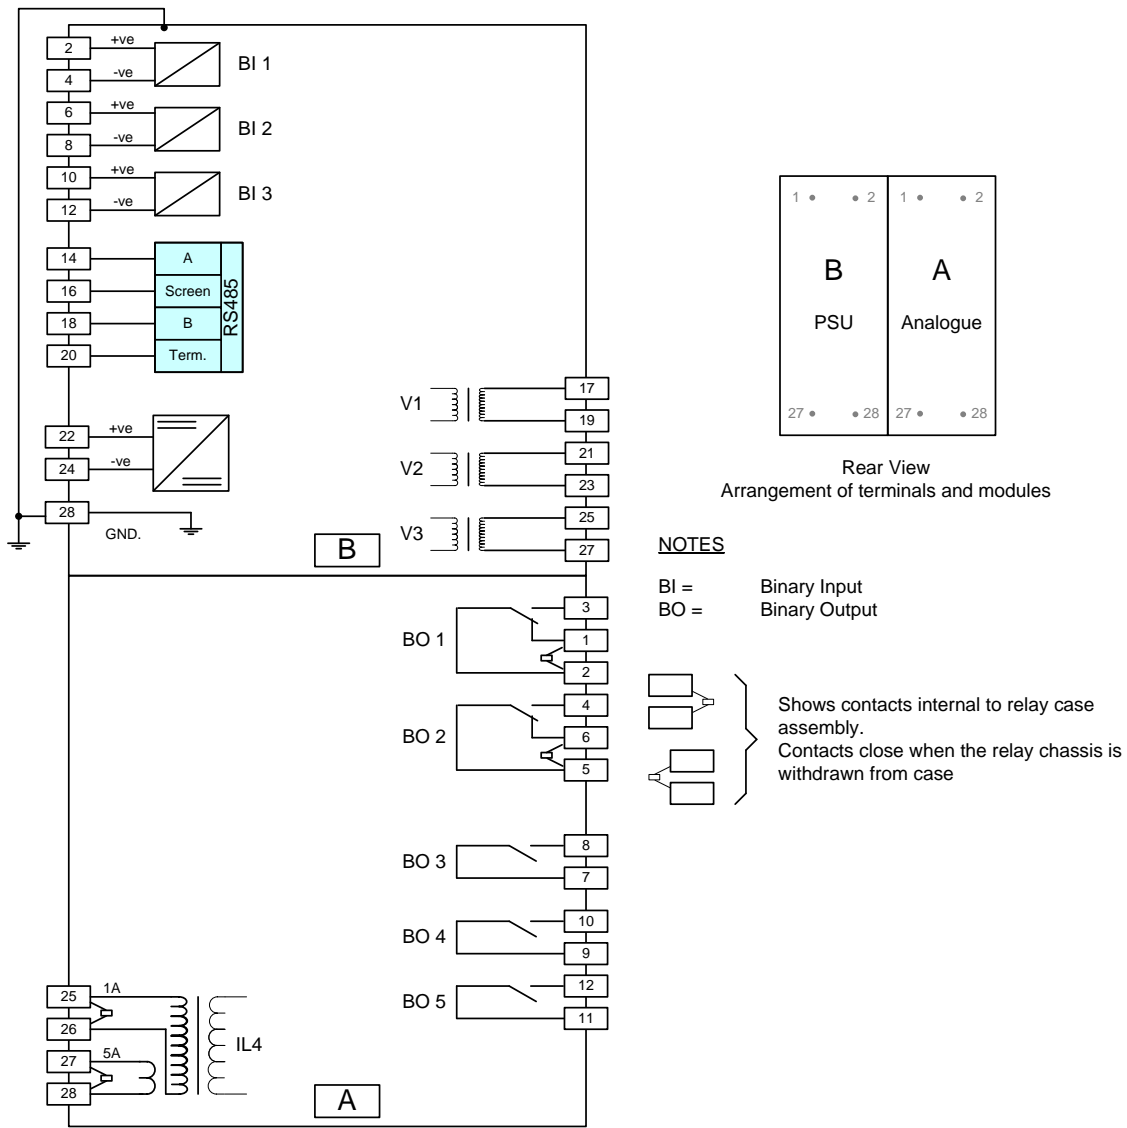 2 +ve
BI 1
4 -ve
6 +ve
BI 2
8 -ve
10 +ve
BI 3
12 -ve
14 A
16 Screen
18 B
20 Term.
RS485
22 +ve
24 -ve
28
GND.
V1
17
19
V2
21
23
V3
25
27
B
BO 1
3
1
2
BO 2
4
6
5
BO 3
8
7
BO 4
10
9
BO 5
12
11
25 1A
26
27 5A
28
IL4
A
1 2 1 2
B A
PSU Analogue
27 28 27 28
Rear View
Arrangement of terminals and modules
NOTES
BI = Binary Input
BO = Binary Output
Shows contacts internal to relay case
assembly.
Contacts close when the relay chassis is
withdrawn from case